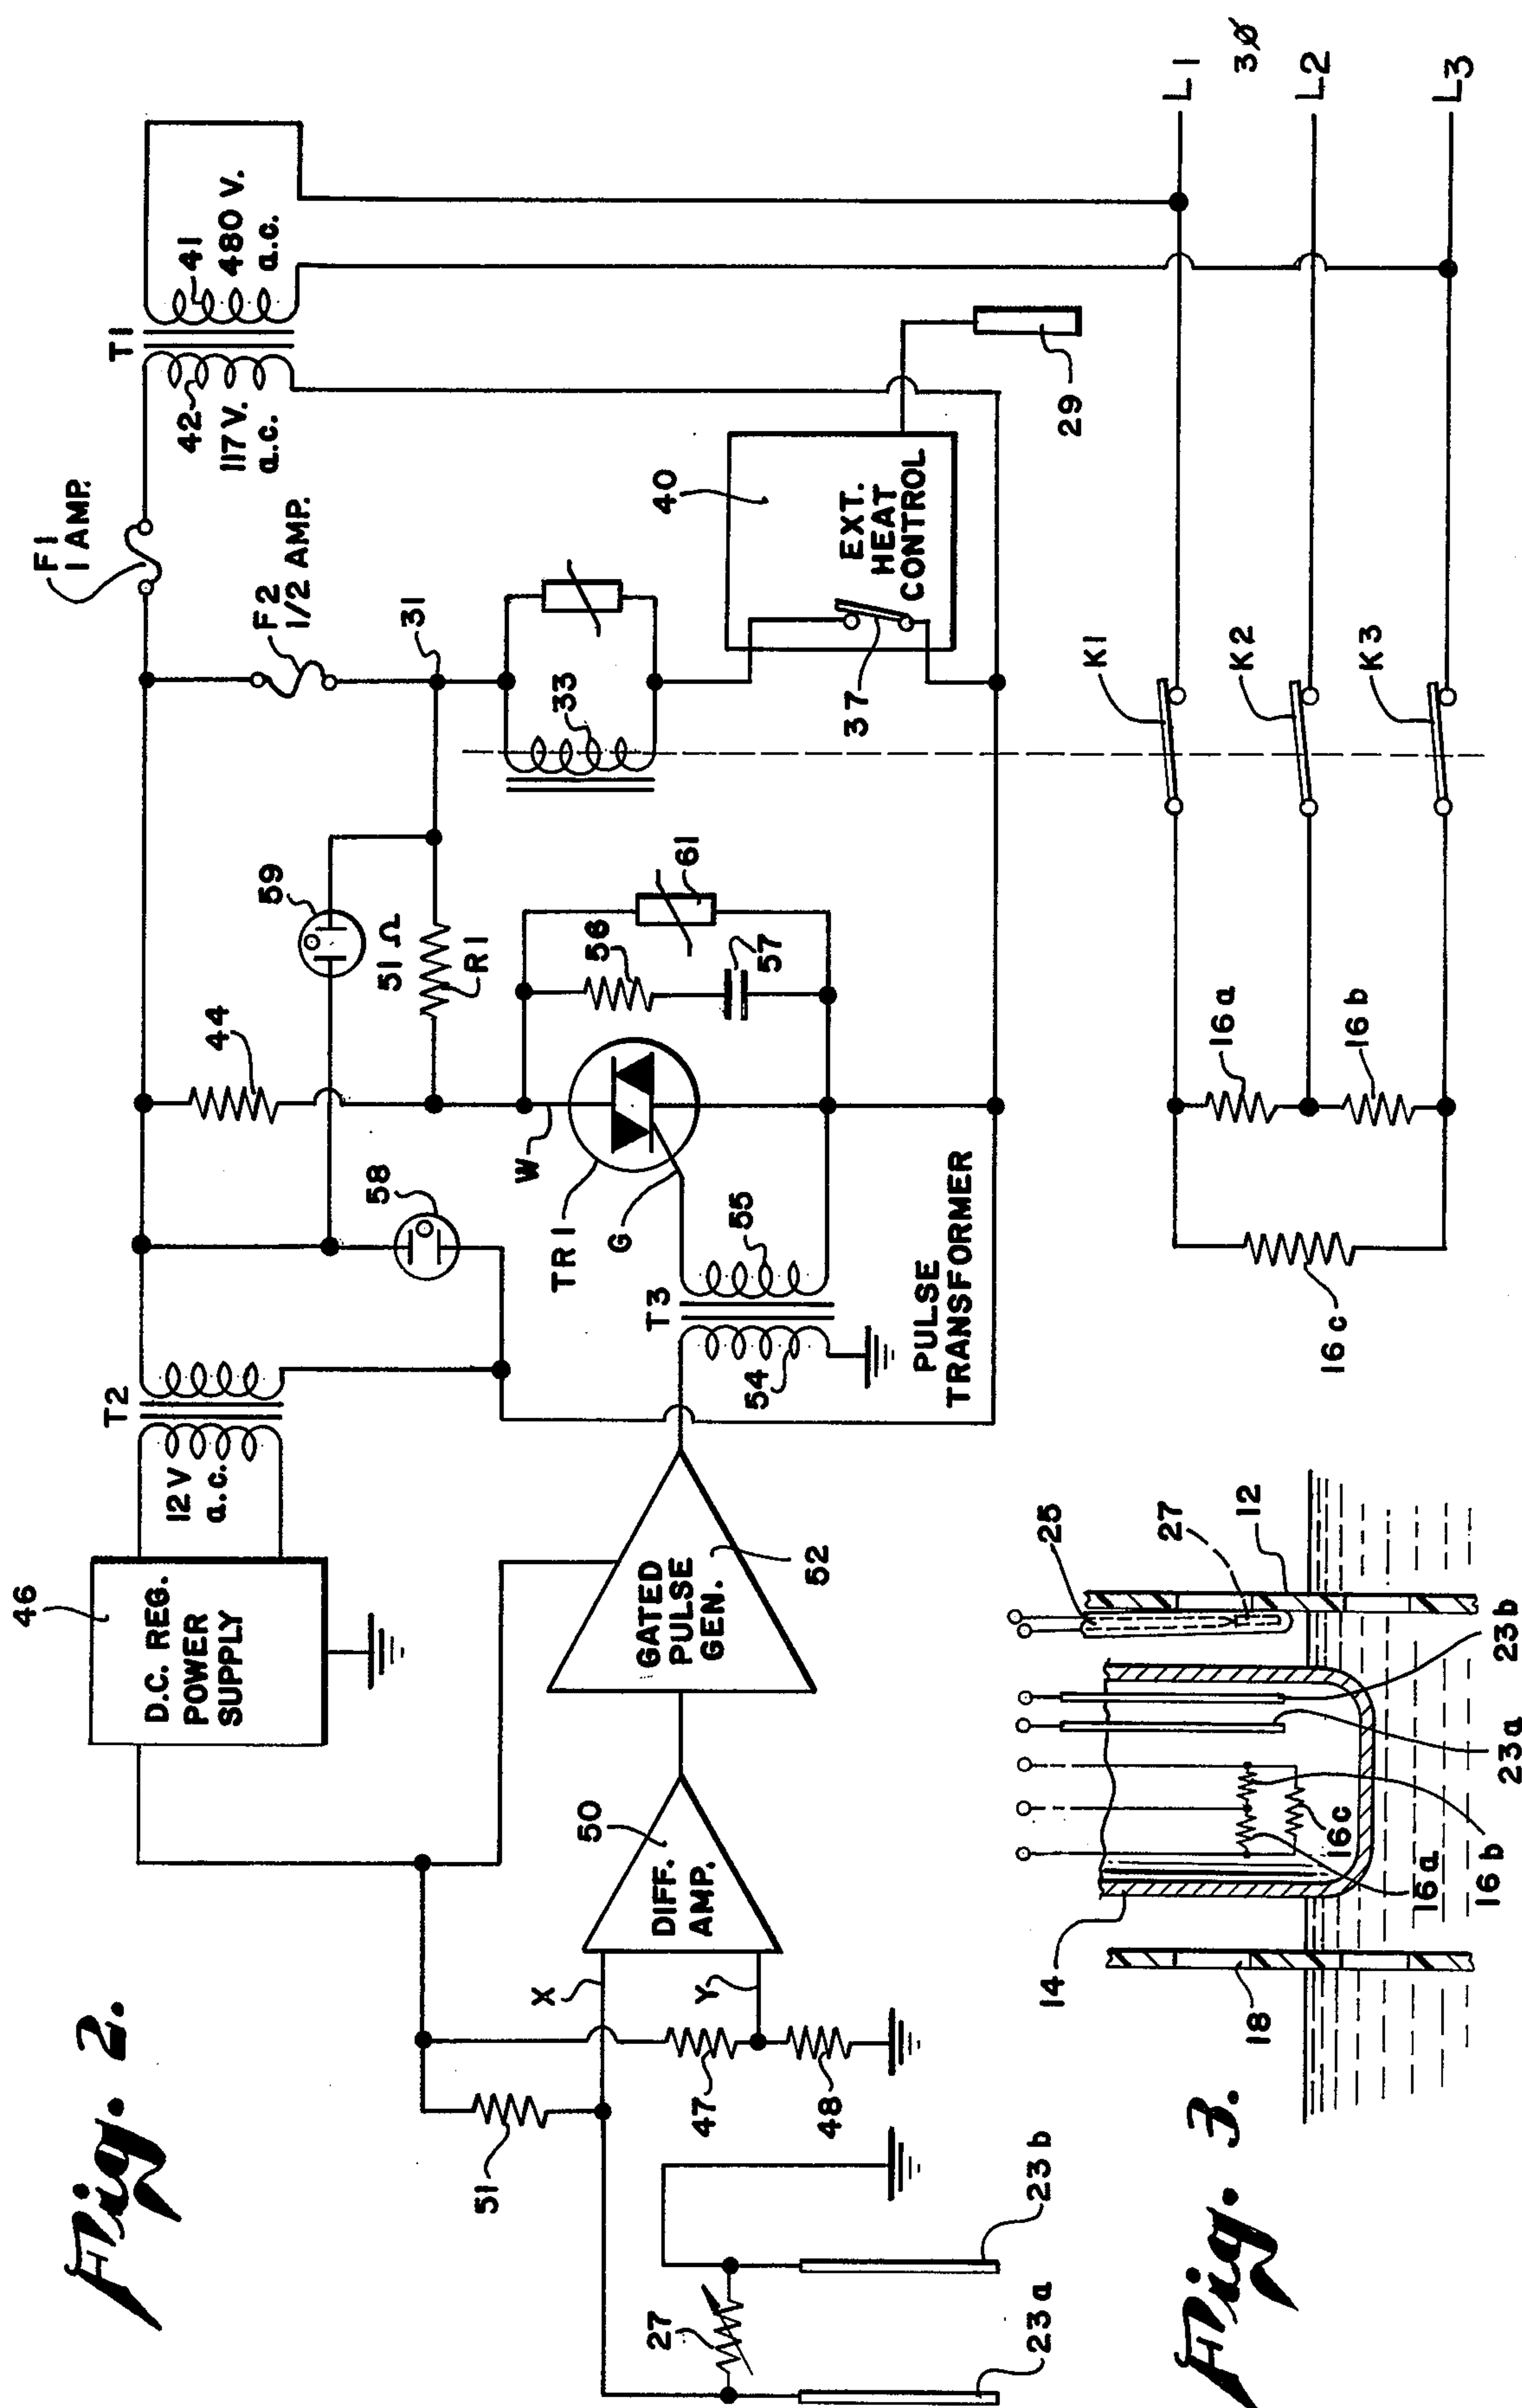 Fig. 2.
46
D.C. REG.
POWER
SUPPLY
12 V
a.c.
T2
58
44
59
51 Ω
R1
F1
1 AMP.
F2
1/2 AMP.
31
T1
42
117 V.
a.c.
41
480 V.
a.c.
33
40
EXT.
HEAT
CONTROL
37
29
51
X
Y
47
48
50
DIFF.
AMP.
GATED
PULSE
GEN.
52
T3
54
55
PULSE
TRANSFORMER
TR1
W
G
56
57
61
27
23a
23b
K1
K2
K3
L1
3Ø
L2
L3
16a
16b
16c
Fig. 3.
14
18
25
27
12
23b
23a
16c
16a
16b